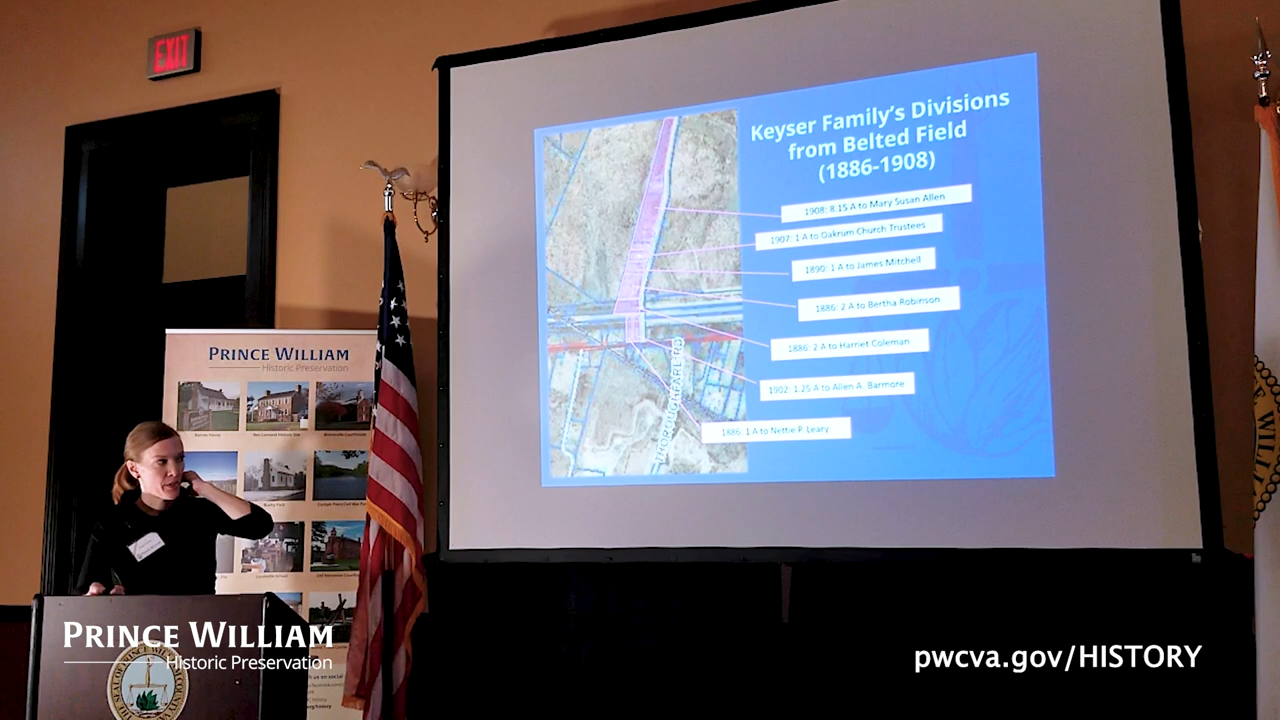 EXIT
Keyser Family's Divisions
from Belted Field
(1886-1908)
1908: 8.15 A to Mary Susan Allen
1907: 1 A to Oakrum Church Trustees
1890: 1 A to James Mitchell
1886: 2 A to Bertha Robinson
1886: 2 A to Harriet Coleman
1902: 1.25 A to Allen A. Barmore
1886: 1 A to Nettie P. Leary
THOROUGHFARE RD
PRINCE WILLIAM
Historic Preservation
PRINCE WILLIAM
Historic Preservation
pwcva.gov/HISTORY